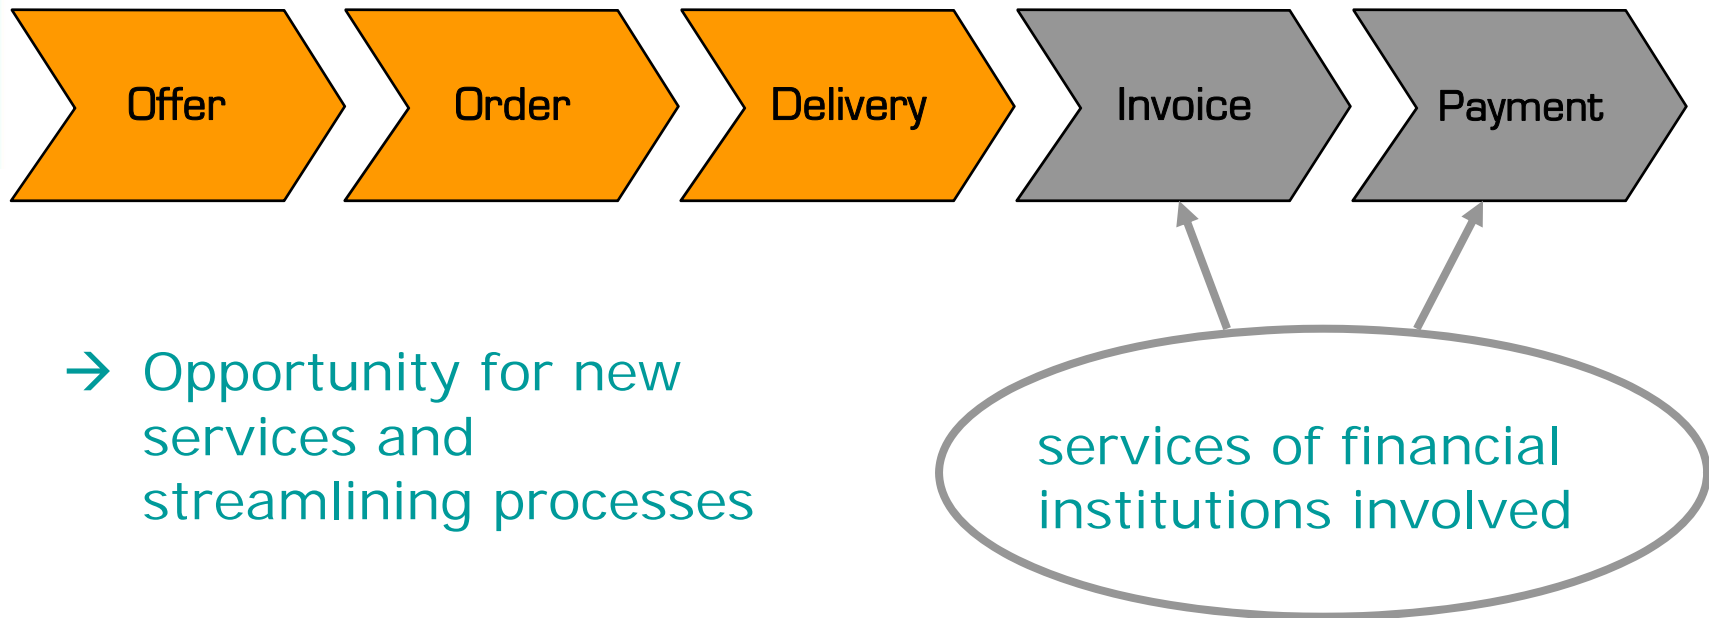 Offer
Order
Delivery
Invoice
Payment
→ Opportunity for new
services and
streamlining processes
services of financial
institutions involved